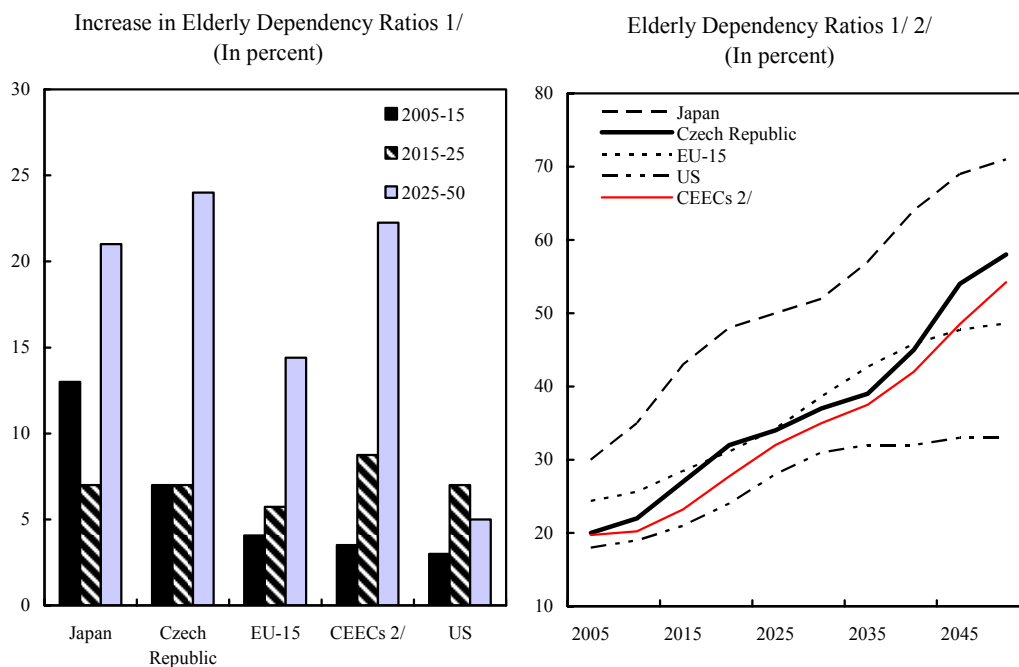 Increase in Elderly Dependency Ratios 1/
(In percent)
30
25
20
15
10
5
0
2005-15
2015-25
2025-50
Japan
Czech
Republic
EU-15
CEECs 2/
US
Elderly Dependency Ratios 1/ 2/
(In percent)
80
70
60
50
40
30
20
10
Japan
Czech Republic
EU-15
US
CEECs 2/
2005
2015
2025
2035
2045